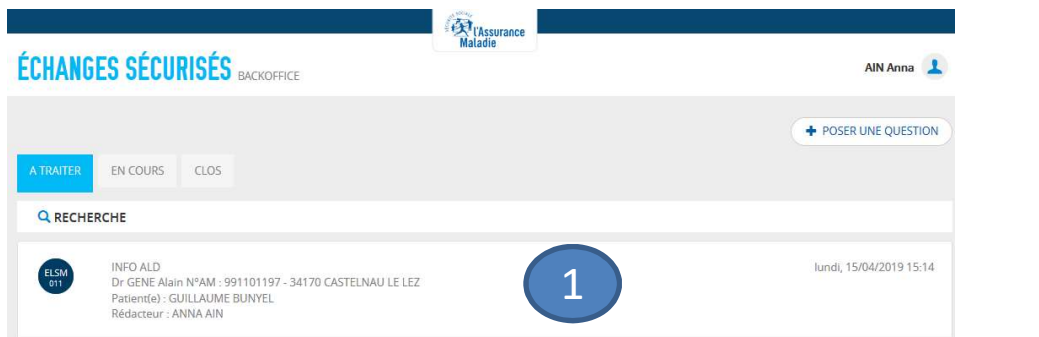 SÉCURITÉ SOCIALE
l'Assurance
Maladie
ÉCHANGES SÉCURISÉS BACKOFFICE
AIN Anna
+ POSER UNE QUESTION
A TRAITER EN COURS CLOS
RECHERCHE
ELSM
011
INFO ALD
Dr GENE Alain N°AM : 991101197 - 34170 CASTELNAU LE LEZ
Patient(e) : GUILLAUME BUNYEL
Rédacteur : ANNA AIN
1
lundi, 15/04/2019 15:14